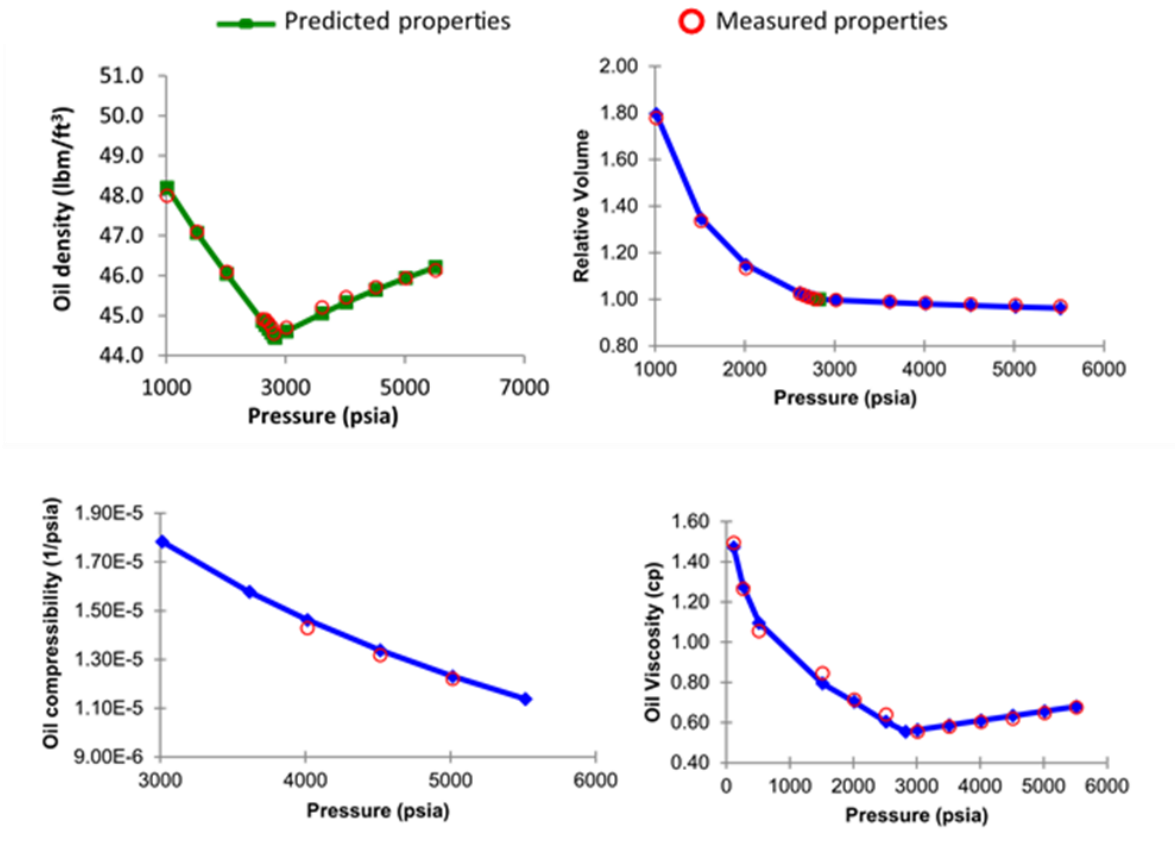 Predicted properties
Measured properties
51.0
50.0
49.0
48.0
47.0
46.0
45.0
44.0
Oil density (lbm/ft³)
1000 3000 5000 7000
Pressure (psia)
2.00
1.80
1.60
1.40
1.20
1.00
0.80
Relative Volume
1000 2000 3000 4000 5000 6000
Pressure (psia)
1.90E-5
1.70E-5
1.50E-5
1.30E-5
1.10E-5
9.00E-6
Oil compressibility (1/psia)
3000 4000 5000 6000
Pressure (psia)
1.60
1.40
1.20
1.00
0.80
0.60
0.40
Oil Viscosity (cp)
0 1000 2000 3000 4000 5000 6000
Pressure (psia)